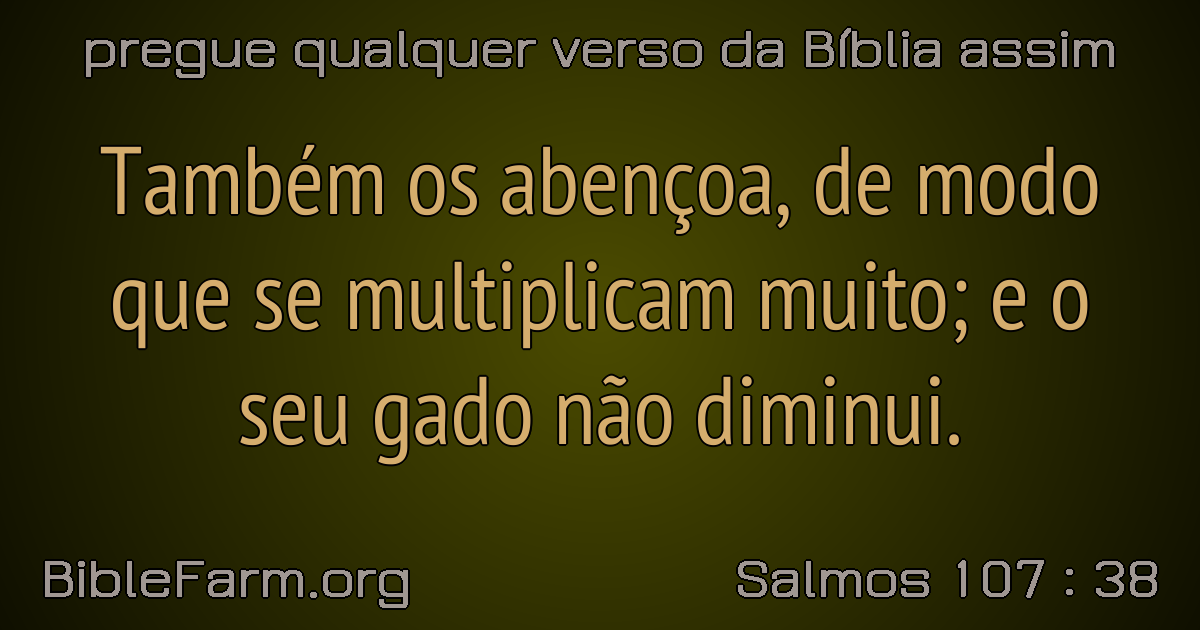 pregue qualquer verso da Bíblia assim
Também os abençoa, de modo
que se multiplicam muito; e o
seu gado não diminui.
BibleFarm.org
Salmos 107 : 38